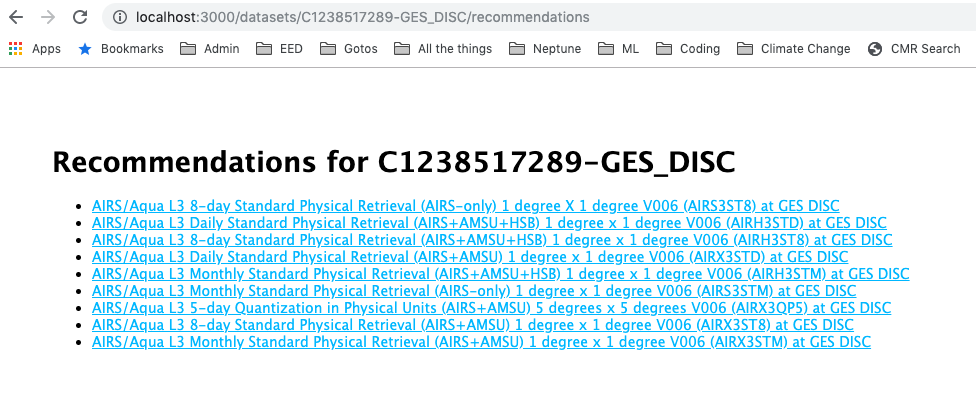 localhost:3000/datasets/C1238517289-GES_DISC/recommendations
Apps Bookmarks Admin EED Gotos All the things Neptune ML Coding Climate Change CMR Search
Recommendations for C1238517289-GES_DISC
AIRS/Aqua L3 8-day Standard Physical Retrieval (AIRS-only) 1 degree X 1 degree V006 (AIRS3ST8) at GES DISC
AIRS/Aqua L3 Daily Standard Physical Retrieval (AIRS+AMSU+HSB) 1 degree x 1 degree V006 (AIRH3STD) at GES DISC
AIRS/Aqua L3 8-day Standard Physical Retrieval (AIRS+AMSU+HSB) 1 degree x 1 degree V006 (AIRH3ST8) at GES DISC
AIRS/Aqua L3 Daily Standard Physical Retrieval (AIRS+AMSU) 1 degree x 1 degree V006 (AIRX3STD) at GES DISC
AIRS/Aqua L3 Monthly Standard Physical Retrieval (AIRS+AMSU+HSB) 1 degree x 1 degree V006 (AIRH3STM) at GES DISC
AIRS/Aqua L3 Monthly Standard Physical Retrieval (AIRS-only) 1 degree x 1 degree V006 (AIRS3STM) at GES DISC
AIRS/Aqua L3 5-day Quantization in Physical Units (AIRS+AMSU) 5 degrees x 5 degrees V006 (AIRX3QP5) at GES DISC
AIRS/Aqua L3 8-day Standard Physical Retrieval (AIRS+AMSU) 1 degree x 1 degree V006 (AIRX3ST8) at GES DISC
AIRS/Aqua L3 Monthly Standard Physical Retrieval (AIRS+AMSU) 1 degree x 1 degree V006 (AIRX3STM) at GES DISC